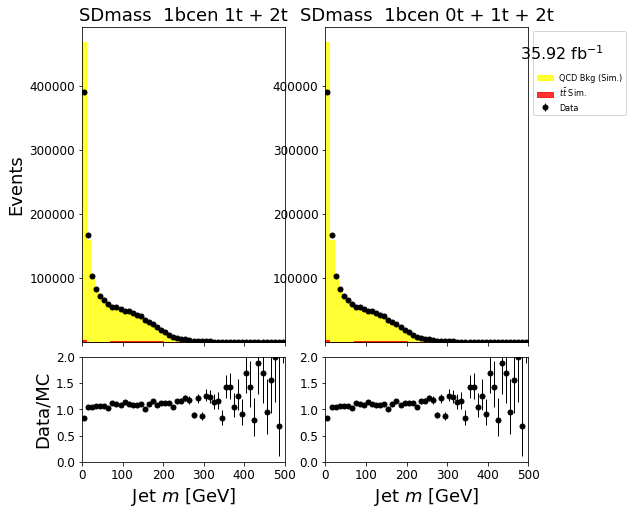 SDmass 1bcen 1t + 2t
SDmass 1bcen 0t + 1t + 2t
35.92 fb⁻¹
QCD Bkg (Sim.)
tt̄ Sim.
Data
Events
400000
300000
200000
100000
400000
300000
200000
100000
Data/MC
2.0
1.5
1.0
0.5
0.0
2.0
1.5
1.0
0.5
0.0
0 100 200 300 400 500
0 100 200 300 400 500
Jet m [GeV]
Jet m [GeV]